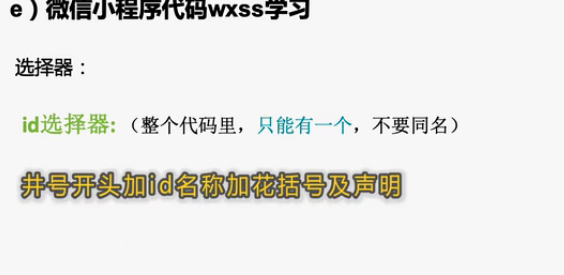 e）微信小程序代码wxss学习
选择器：
id选择器:（整个代码里，只能有一个，不要同名）
井号开头加id名称加花括号及声明